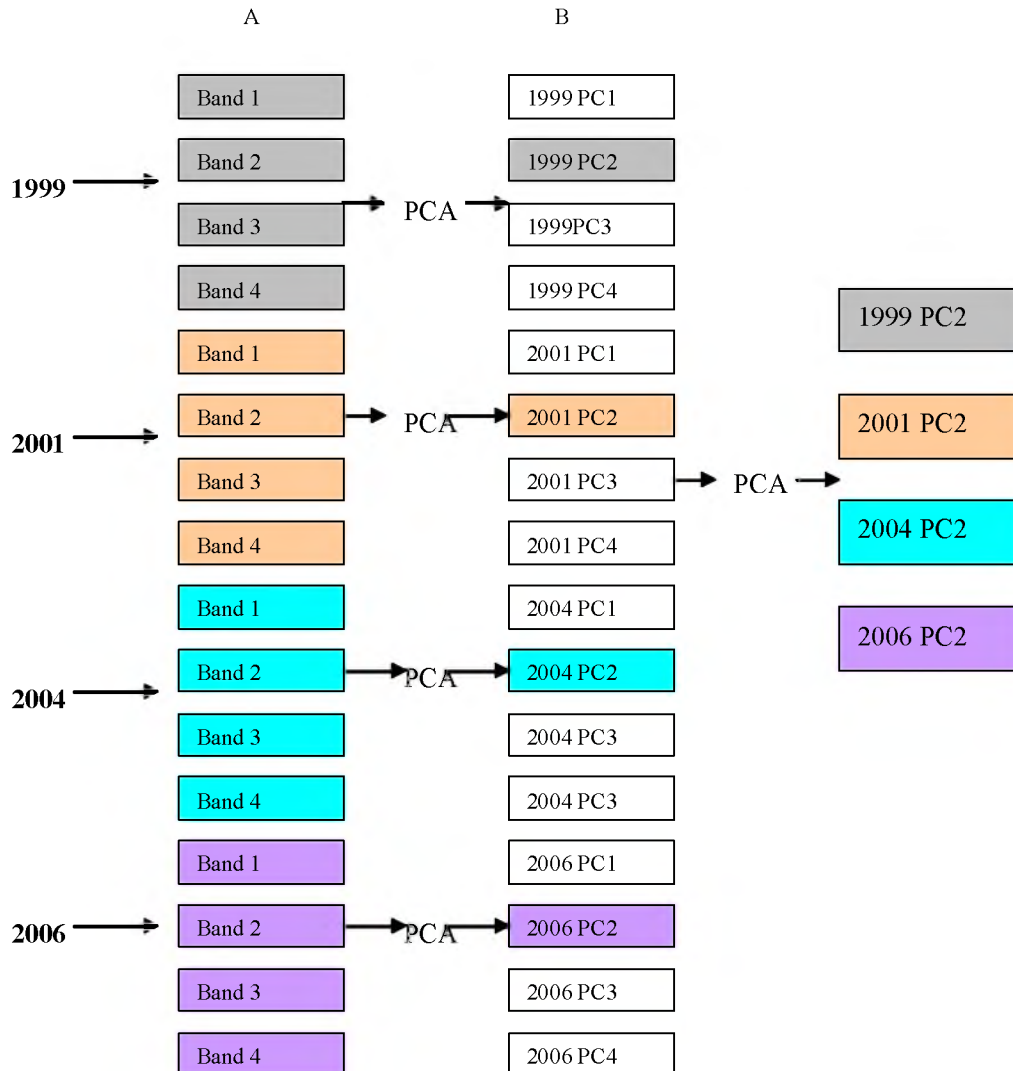 A
B
Band 1
Band 2
Band 3
Band 4
Band 1
Band 2
Band 3
Band 4
Band 1
Band 2
Band 3
Band 4
Band 1
Band 2
Band 3
Band 4
1999
2001
2004
2006
PCA
PCA
PCA
PCA
1999 PC1
1999 PC2
1999PC3
1999 PC4
2001 PC1
2001 PC2
2001 PC3
2001 PC4
2004 PC1
2004 PC2
2004 PC3
2004 PC3
2006 PC1
2006 PC2
2006 PC3
2006 PC4
PCA
1999 PC2
2001 PC2
2004 PC2
2006 PC2